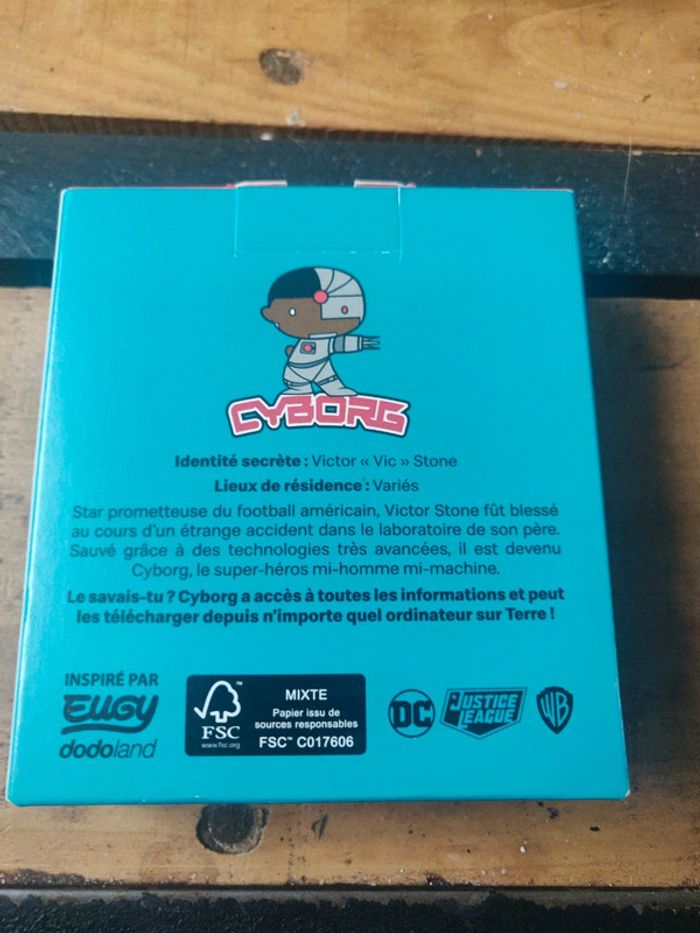 CYBORG
Identité secrète : Victor « Vic » Stone
Lieux de résidence : Variés
Star prometteuse du football américain, Victor Stone fût blessé
au cours d'un étrange accident dans le laboratoire de son père.
Sauvé grâce à des technologies très avancées, il est devenu
Cyborg, le super-héros mi-homme mi-machine.
Le savais-tu ? Cyborg a accès à toutes les informations et peut
les télécharger depuis n'importe quel ordinateur sur Terre !
INSPIRÉ PAR
EUGY
dodoland
FSC™
www.fsc.org
MIXTE
Papier issu de
sources responsables
FSC™ C017606
DC
JUSTICE
LEAGUE
WB